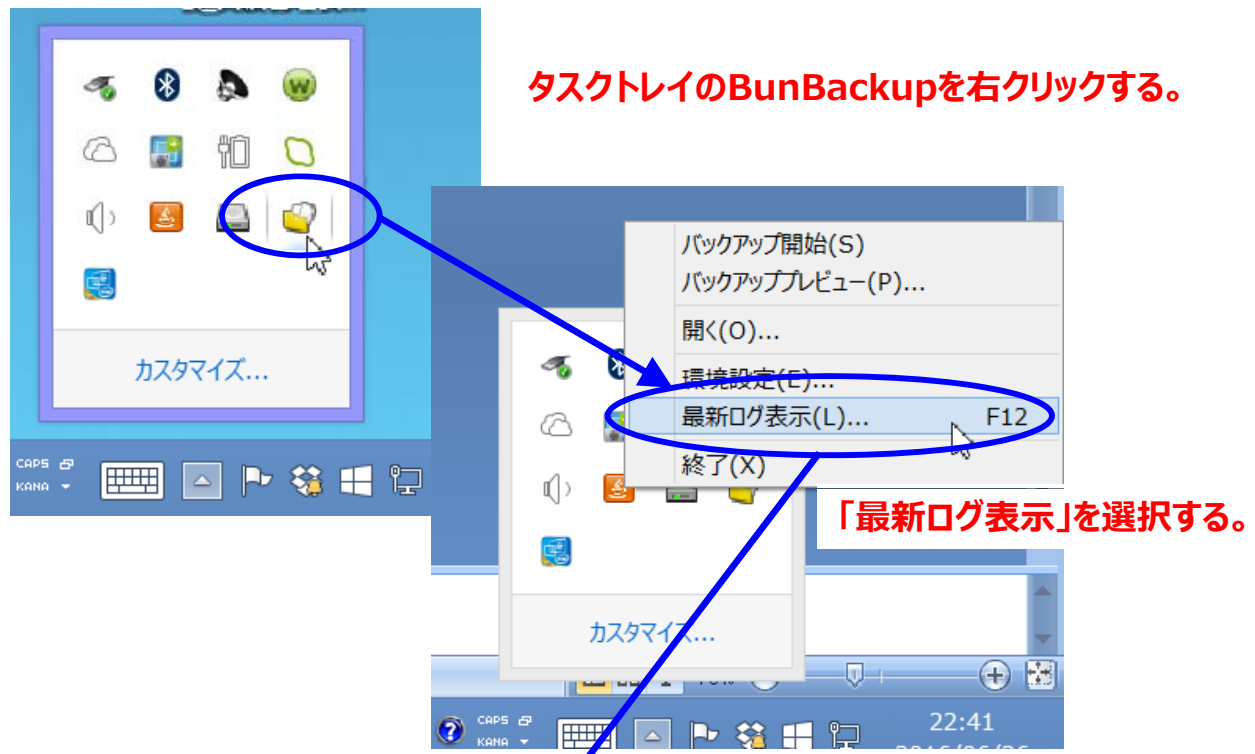 タスクトレイのBunBackupを右クリックする。
カスタマイズ...
CAPS
KANA
バックアップ開始(S)
バックアッププレビュー(P)...
開く(O)...
環境設定(E)...
最新ログ表示(L)... F12
終了(X)
「最新ログ表示」を選択する。
カスタマイズ...
CAPS
KANA
22:41